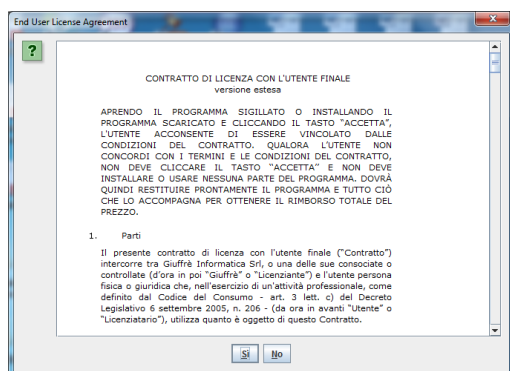 End User License Agreement
?
CONTRATTO DI LICENZA CON L'UTENTE FINALE
versione estesa
APRENDO IL PROGRAMMA SIGILLATO O INSTALLANDO IL
PROGRAMMA SCARICATO E CLICCANDO IL TASTO “ACCETTA”,
L'UTENTE ACCONSENTE DI ESSERE VINCOLATO DALLE
CONDIZIONI DEL CONTRATTO. QUALORA L’UTENTE NON
CONCORDI CON I TERMINI E LE CONDIZIONI DEL CONTRATTO,
NON DEVE CLICCARE IL TASTO “ACCETTA” E NON DEVE
INSTALLARE O USARE NESSUNA PARTE DEL PROGRAMMA. DOVRÀ
QUINDI RESTITUIRE PRONTAMENTE IL PROGRAMMA E TUTTO CIÒ
CHE LO ACCOMPAGNA PER OTTENERE IL RIMBORSO TOTALE DEL
PREZZO.
1. Parti
Il presente contratto di licenza con l'utente finale (“Contratto”)
intercorre tra Giuffrè Informatica Srl, o una delle sue consociate o
controllate (d’ora in poi “Giuffrè” o “Licenziante”) e l'utente persona
fisica o giuridica che, nell'esercizio di un'attività professionale, come
definito dal Codice del Consumo - art. 3 lett. c) del Decreto
Legislativo 6 settembre 2005, n. 206 - (da ora in avanti “Utente” o
“Licenziatario”), utilizza quanto è oggetto di questo Contratto.
Sì No